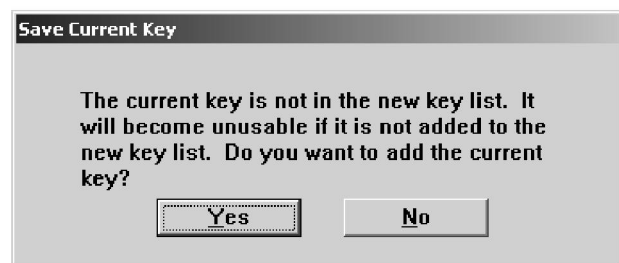 Save Current Key
The current key is not in the new key list. It
will become unusable if it is not added to the
new key list. Do you want to add the current
key?
Yes No